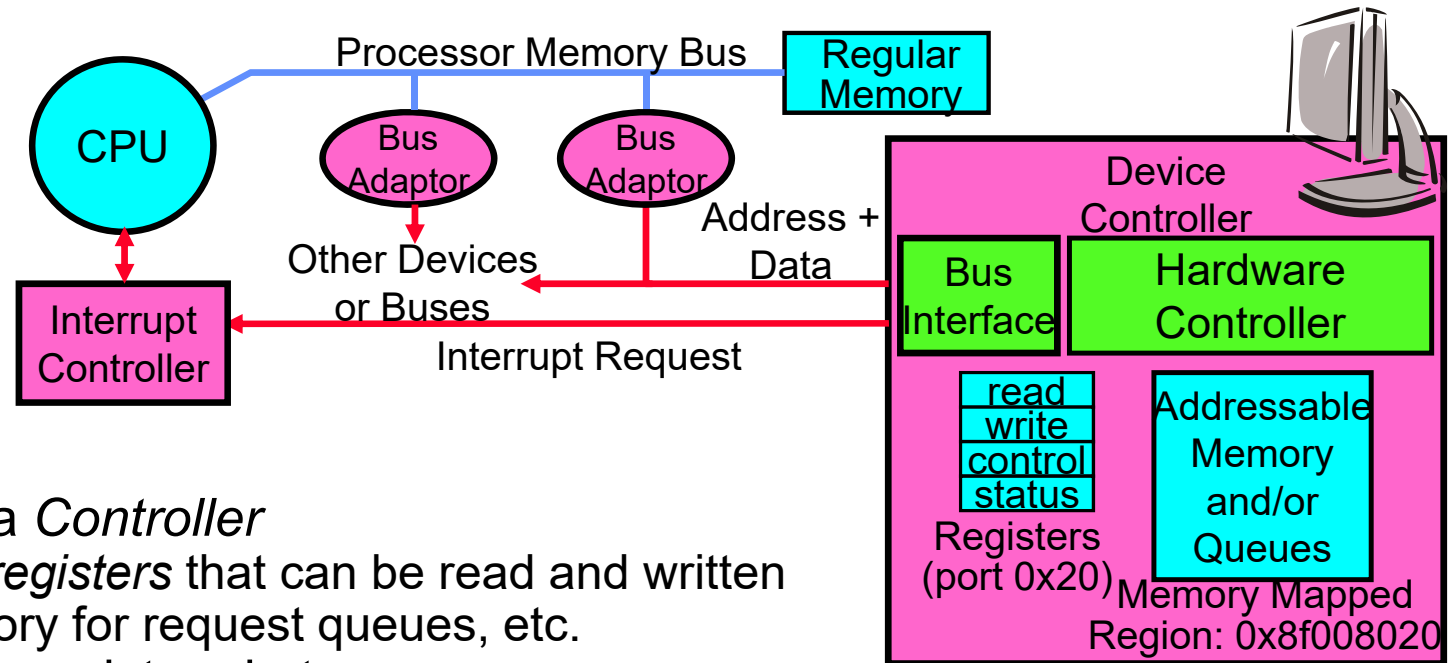 Processor Memory Bus
Regular
Memory
CPU
Bus
Adaptor
Bus
Adaptor
Device
Controller
Address +
Data
Other Devices
or Buses
Bus
Interface
Hardware
Controller
Interrupt
Controller
Interrupt Request
read
write
control
status
Registers
(port 0x20)
Addressable
Memory
and/or
Queues
Memory Mapped
Region: 0x8f008020
a Controller
registers that can be read and written
ory for request queues, etc.